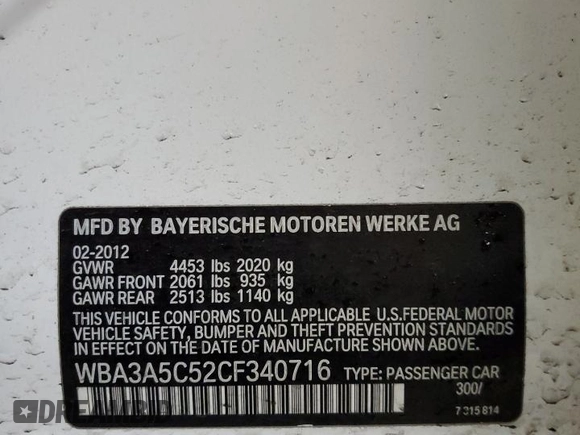 MFD BY BAYERISCHE MOTOREN WERKE AG
02-2012
GVWR 4453 lbs 2020 kg
GAWR FRONT 2061 lbs 935 kg
GAWR REAR 2513 lbs 1140 kg
THIS VEHICLE CONFORMS TO ALL APPLICABLE U.S.FEDERAL MOTOR
VEHICLE SAFETY, BUMPER AND THEFT PREVENTION STANDARDS
IN EFFECT ON THE DATE OF MANUFACTURE SHOWN ABOVE.
WBA3A5C52CF340716 TYPE: PASSENGER CAR
300/
7 315 814
DREAMBID